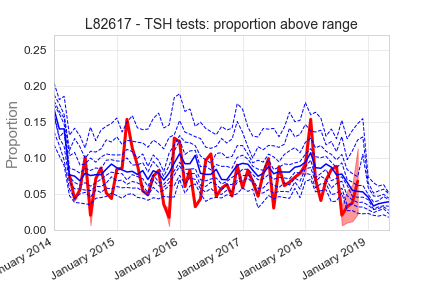 L82617 - TSH tests: proportion above range
Proportion
0.25
0.20
0.15
0.10
0.05
0.00
January 2015
January 2016
January 2017
January 2018
January 2019